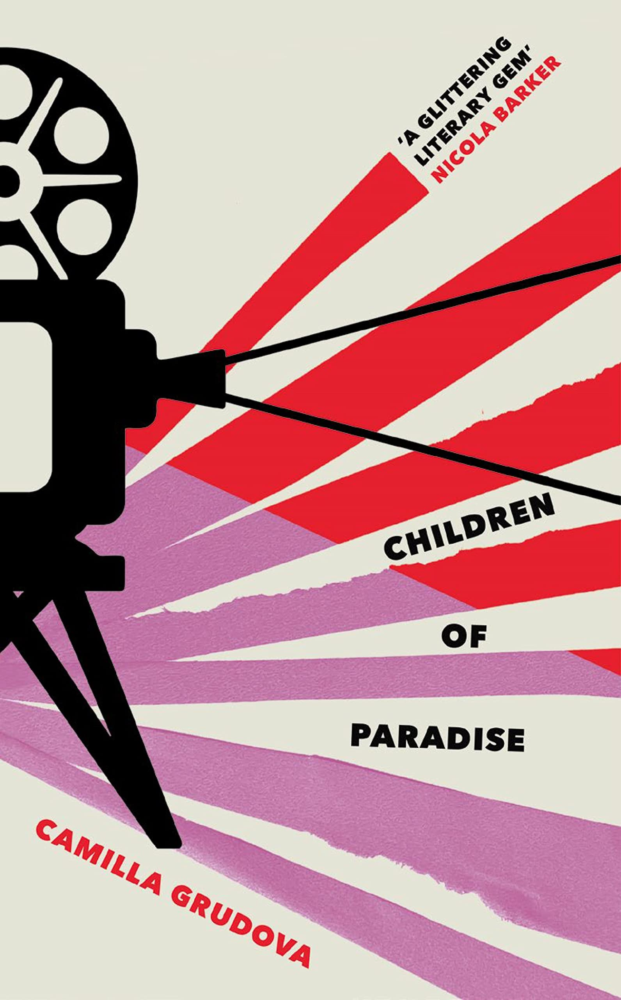 ‘A GLITTERING
LITERARY GEM’
NICOLA BARKER
CHILDREN
OF
PARADISE
CAMILLA GRUDOVA